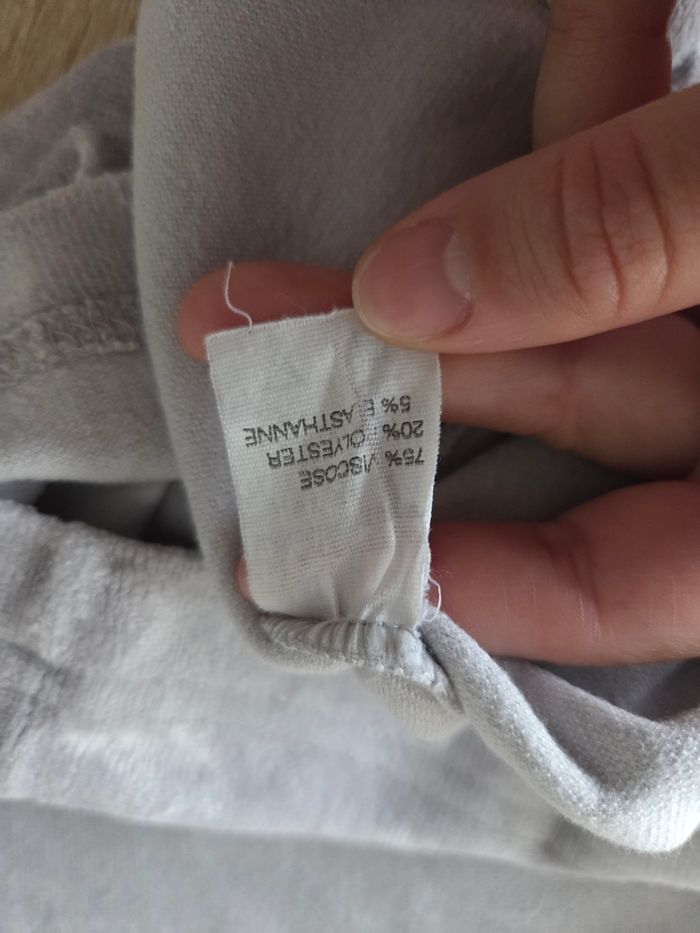 75% VISCOSE
20% POLYESTER
5% ELASTHANNE